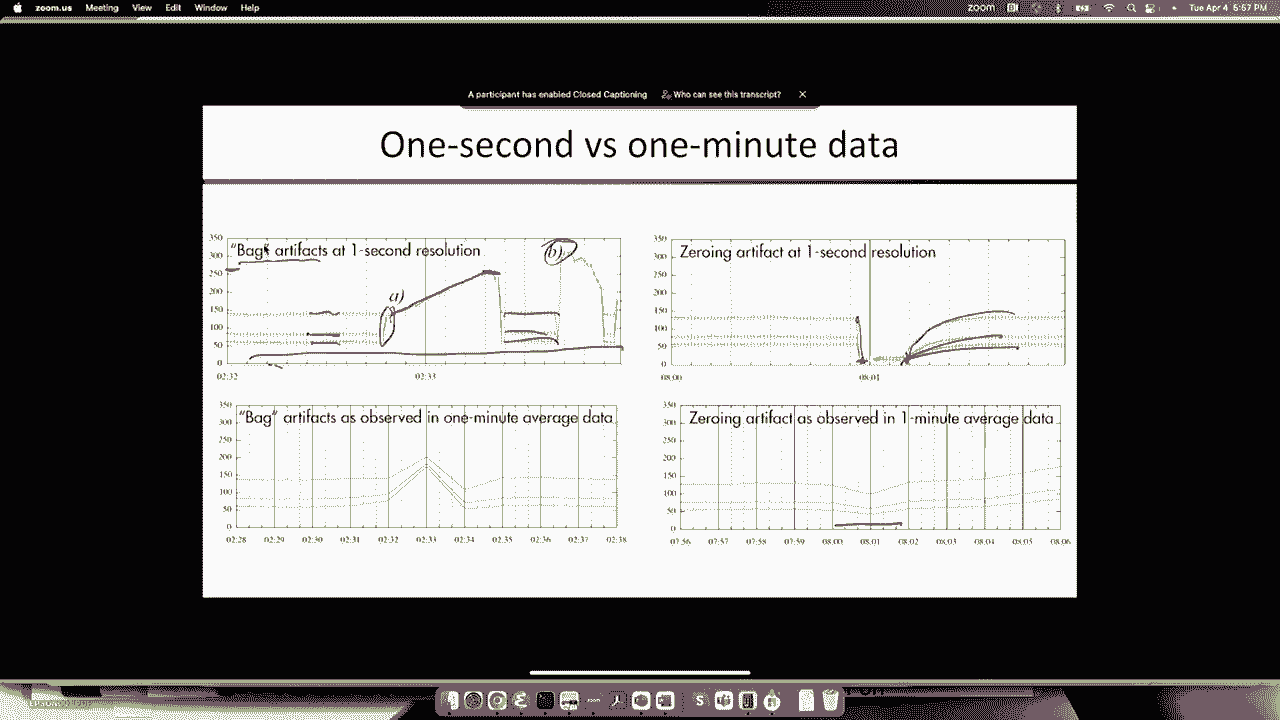 zoom.us Meeting View Edit Window Help
zoom Tue Apr 4 5:57 PM
A participant has enabled Closed Captioning Who can see this transcript?
One-second vs one-minute data
"Bag" artifacts at 1-second resolution
350
300
250
200
150
100
50
0
a)
b)
02:32 02:33
Zeroing artifact at 1-second resolution
350
300
250
200
150
100
50
0
08:00 08:01
"Bag" artifacts as observed in one-minute average data
350
300
250
200
150
100
50
0
02:28 02:29 02:30 02:31 02:32 02:33 02:34 02:35 02:36 02:37 02:38
Zeroing artifact as observed in 1-minute average data
350
300
250
200
150
100
50
0
07:56 07:57 07:58 07:59 08:00 08:01 08:02 08:03 08:04 08:05 08:06
EPSON